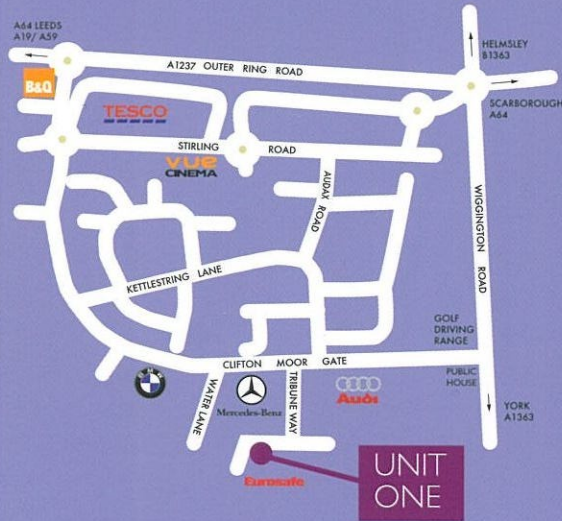 A64 LEEDS
A19/ A59
HELMSLEY
B1363
A1237 OUTER RING ROAD
B&Q
SCARBOROUGH
A64
TESCO
STIRLING ROAD
vue
CINEMA
AUDAX ROAD
WIGGINGTON ROAD
KETTLESTRING LANE
GOLF
DRIVING
RANGE
CLIFTON MOOR GATE
PUBLIC
HOUSE
BMW
WATER LANE
Mercedes-Benz
TRIBUNE WAY
Audi
YORK
A1363
Eurosafe
UNIT
ONE